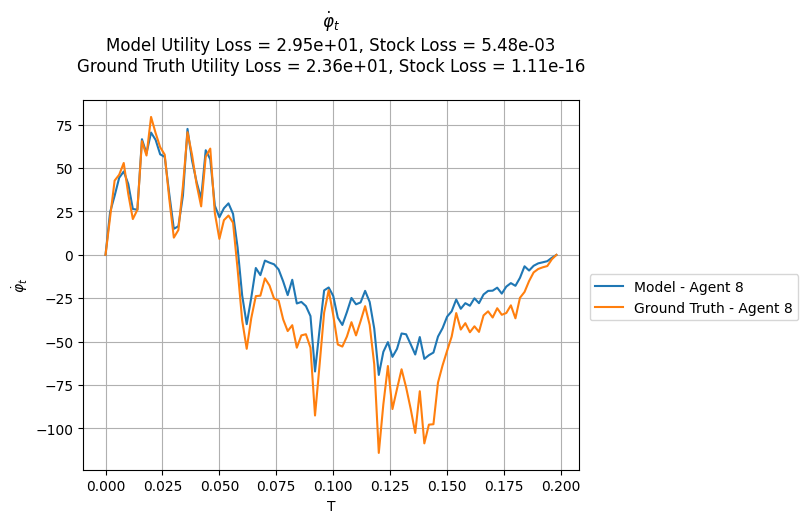 φ̇ₜ
Model Utility Loss = 2.95e+01, Stock Loss = 5.48e-03
Ground Truth Utility Loss = 2.36e+01, Stock Loss = 1.11e-16
75
50
25
0
−25
−50
−75
−100
φ̇ₜ
0.000 0.025 0.050 0.075 0.100 0.125 0.150 0.175 0.200
T
Model - Agent 8
Ground Truth - Agent 8